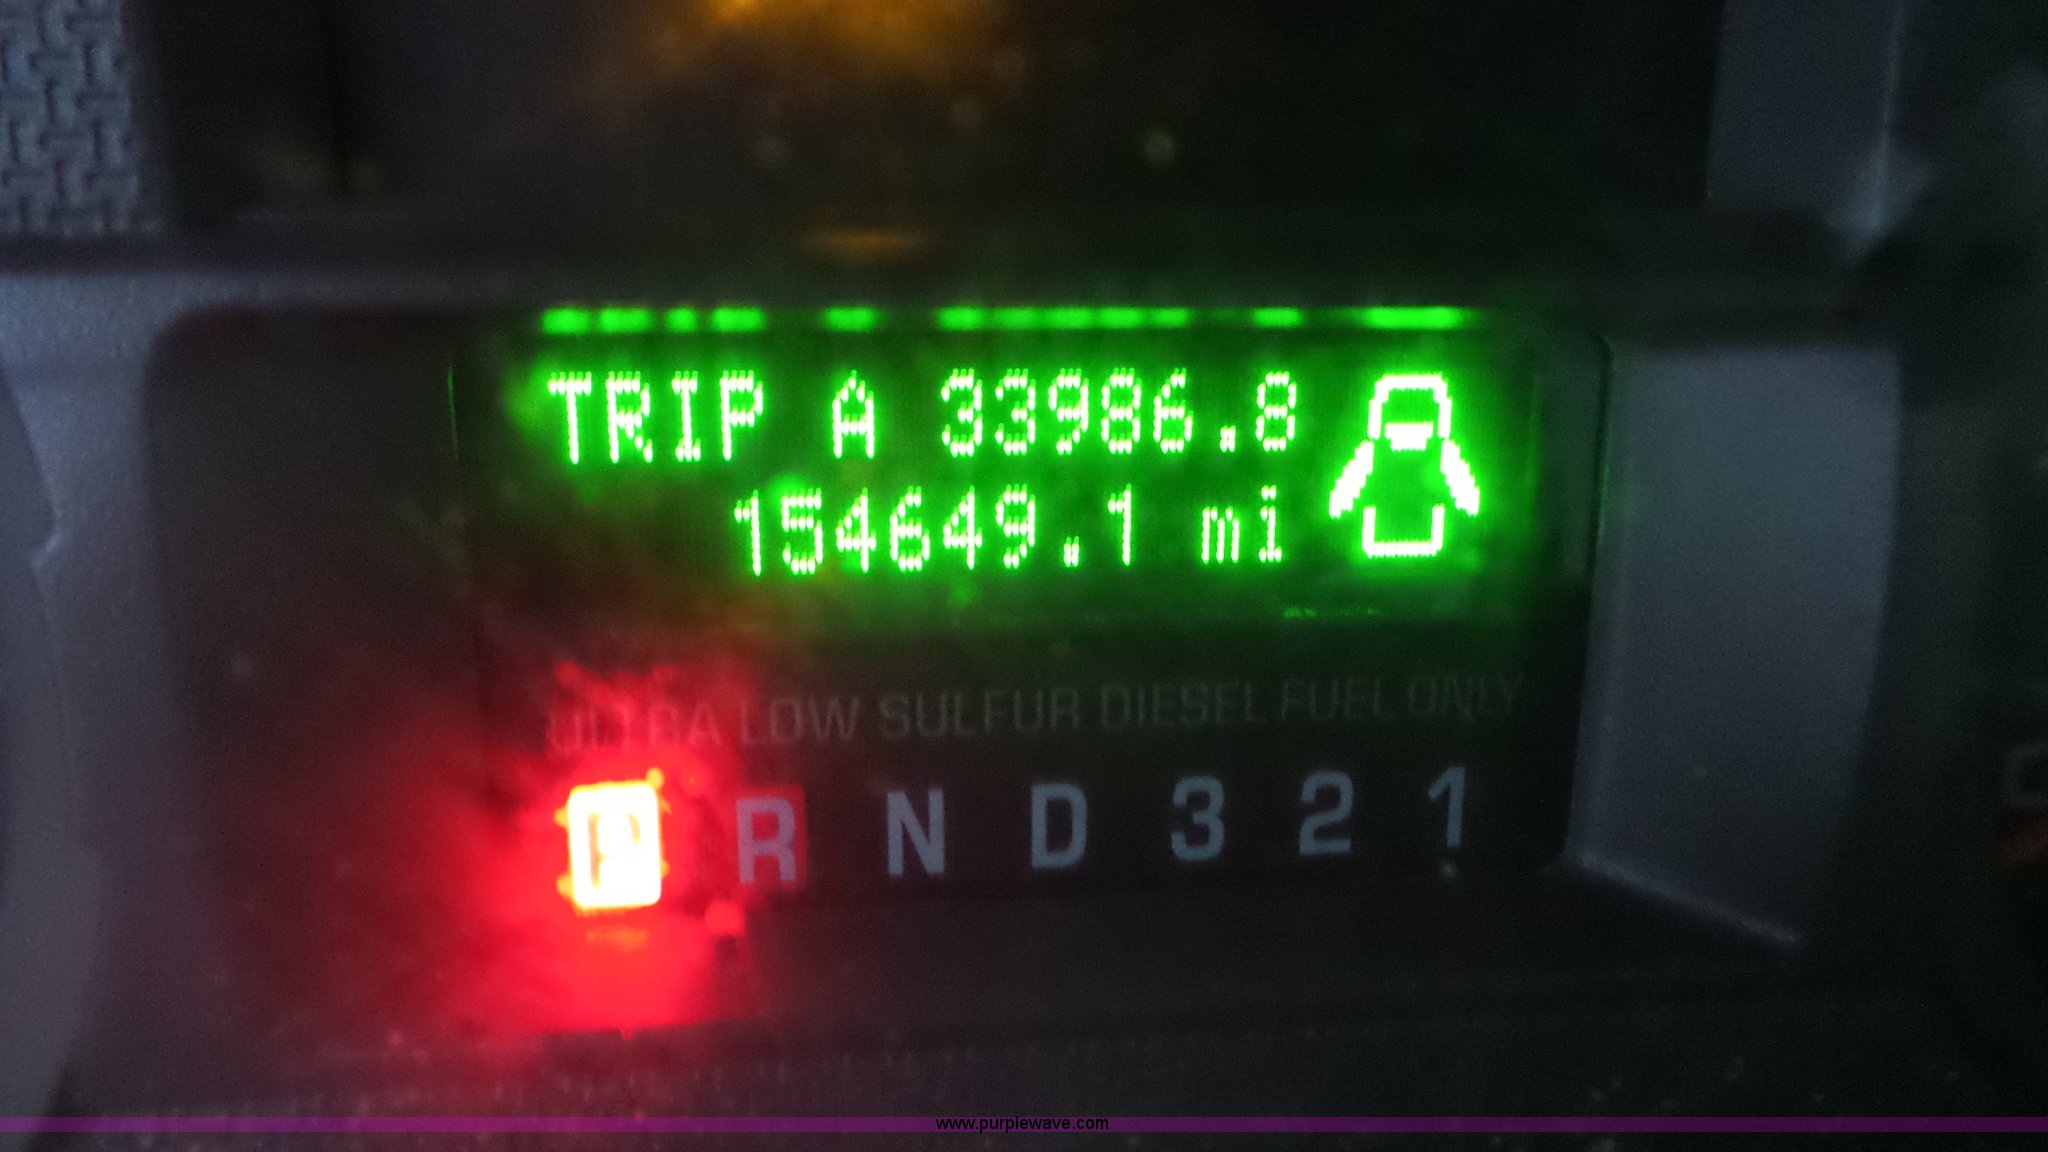 TRIP A 33986.8
154649.1 mi
ULTRA LOW SULFUR DIESEL FUEL ONLY
P R N D 3 2 1
www.purplewave.com